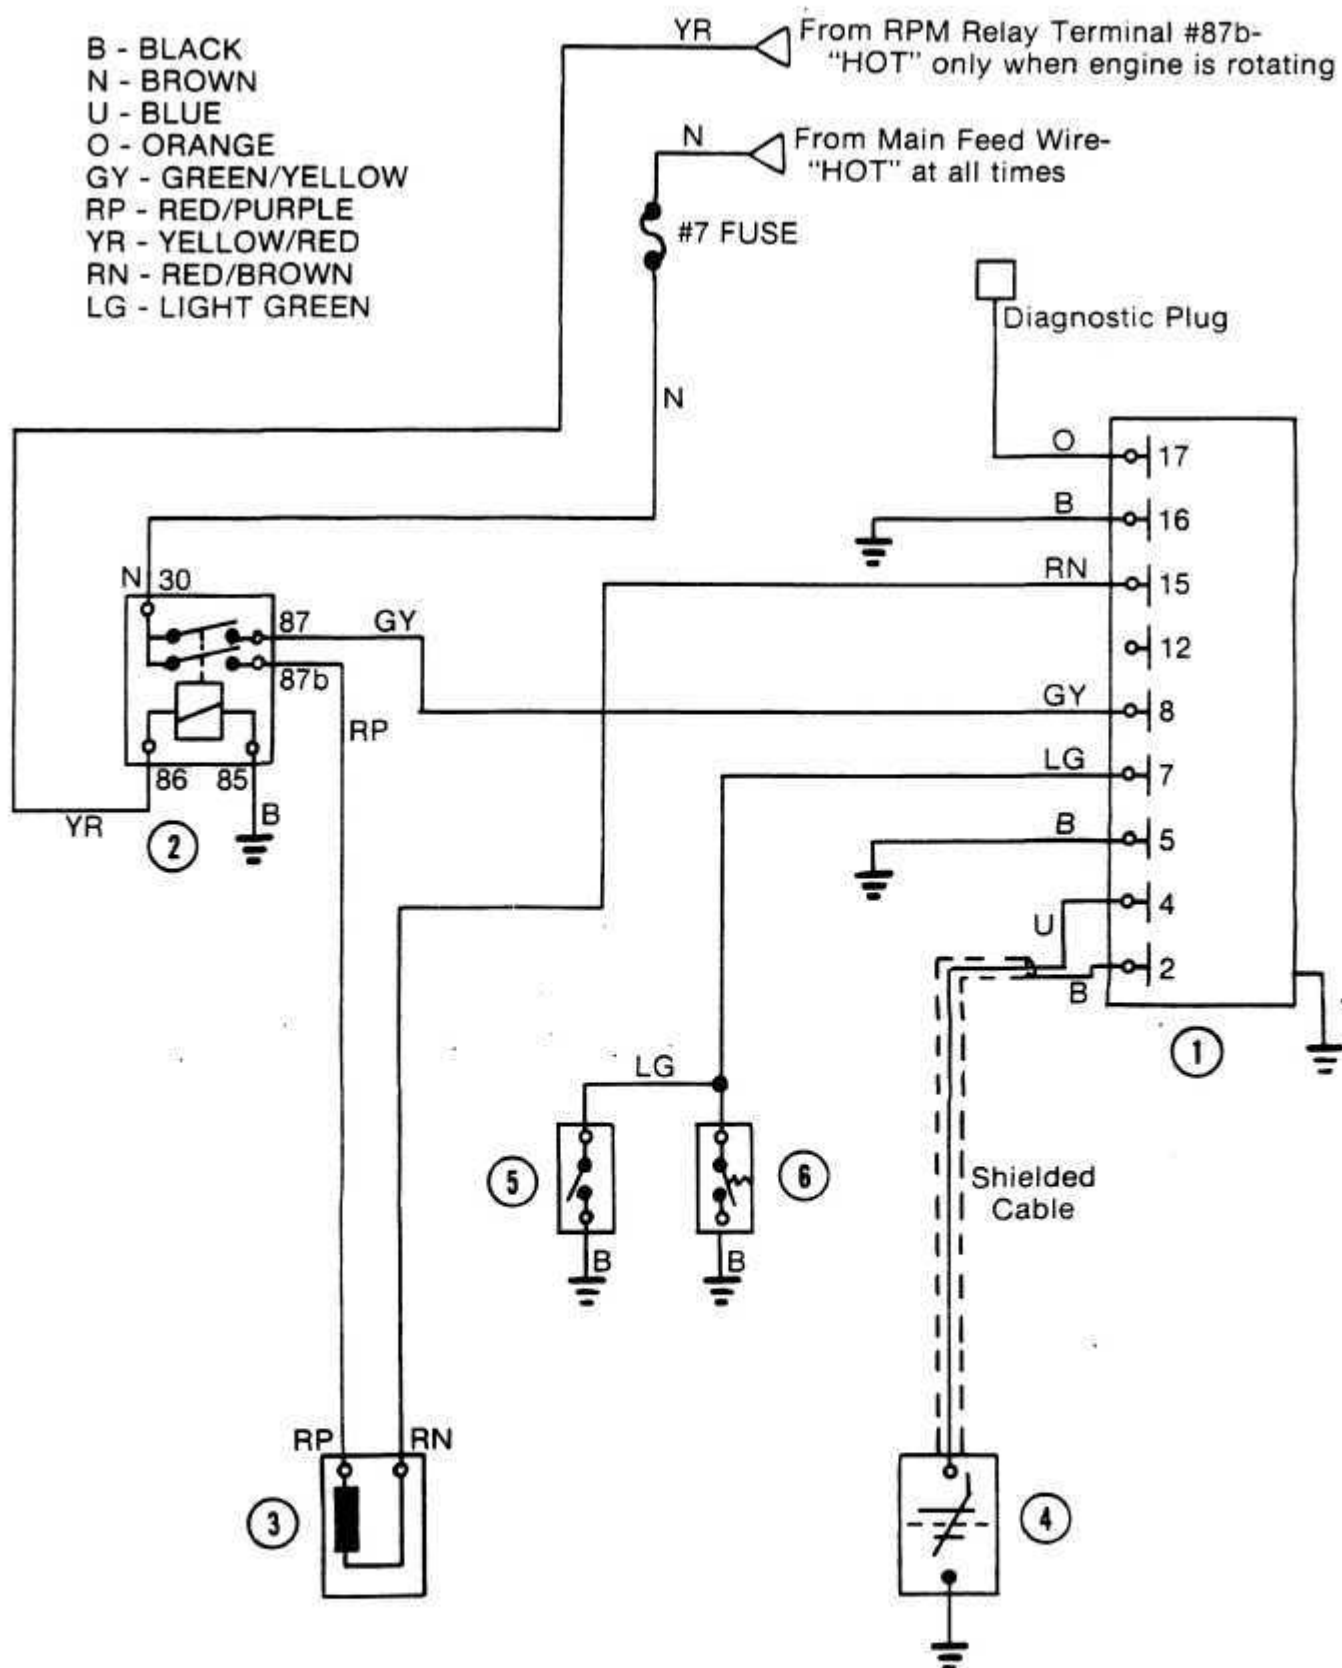 B - BLACK
N - BROWN
U - BLUE
O - ORANGE
GY - GREEN/YELLOW
RP - RED/PURPLE
YR - YELLOW/RED
RN - RED/BROWN
LG - LIGHT GREEN
YR
From RPM Relay Terminal #87b-
"HOT" only when engine is rotating
N
From Main Feed Wire-
"HOT" at all times
#7 FUSE
Diagnostic Plug
N
O
17
B
16
N 30
RN
15
87
GY
12
87b
GY
8
RP
LG
7
86
85
B
YR
2
B
5
U
4
B
2
1
LG
5
6
Shielded
Cable
B
B
RP
RN
3
4